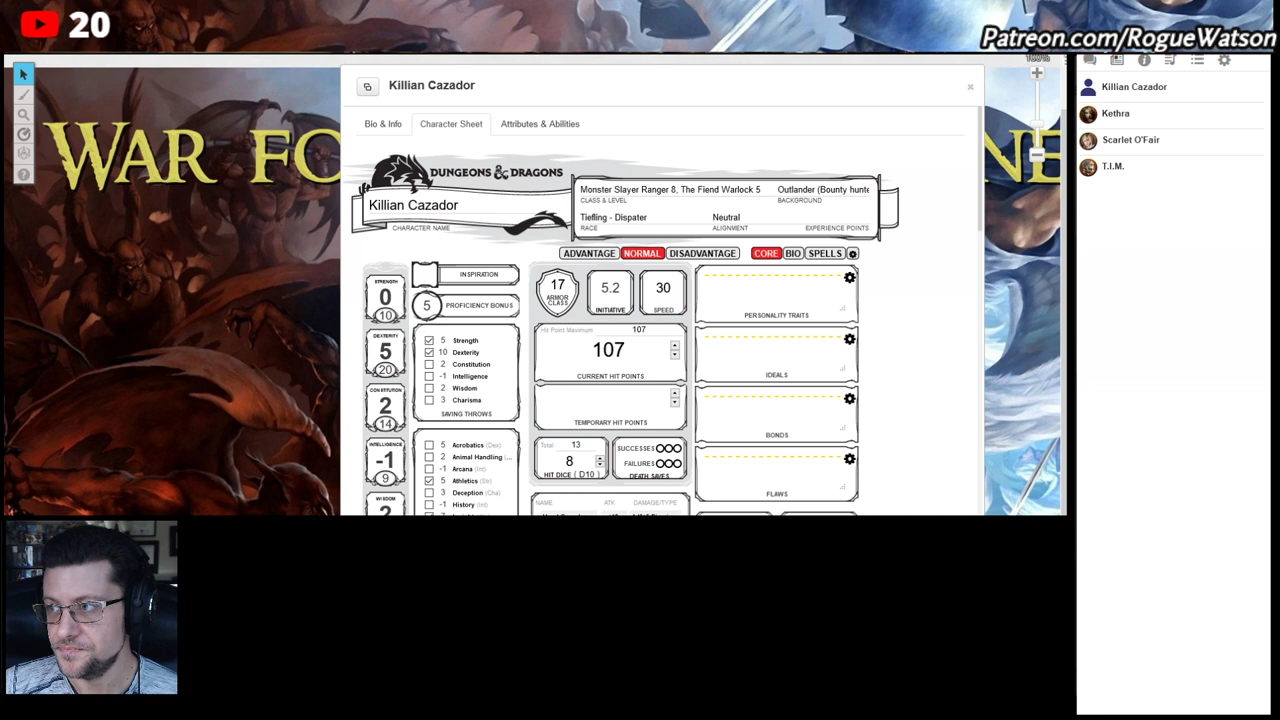 20
Patreon.com/RogueWatson
100%
WAR FO
NE
Killian Cazador
Bio & Info
Character Sheet
Attributes & Abilities
DUNGEONS & DRAGONS
Killian Cazador
CHARACTER NAME
Monster Slayer Ranger 8, The Fiend Warlock 5
Outlander (Bounty hunte
CLASS & LEVEL
BACKGROUND
Tiefling - Dispater
Neutral
RACE
ALIGNMENT
EXPERIENCE POINTS
ADVANTAGE
NORMAL
DISADVANTAGE
CORE
BIO
SPELLS
STRENGTH
0
10
DEXTERITY
5
20
CONSTITUTION
2
14
INTELLIGENCE
-1
9
WISDOM
2
INSPIRATION
5
PROFICIENCY BONUS
5 Strength
10 Dexterity
2 Constitution
-1 Intelligence
2 Wisdom
3 Charisma
SAVING THROWS
5 Acrobatics (Dex)
2 Animal Handling (...
-1 Arcana (Int)
5 Athletics (Str)
3 Deception (Cha)
-1 History (Int)
17
ARMOR
CLASS
5.2
INITIATIVE
30
SPEED
Hit Point Maximum
107
107
CURRENT HIT POINTS
TEMPORARY HIT POINTS
Total
13
8
HIT DICE ( D10 )
SUCCESSES
FAILURES
DEATH SAVES
NAME
ATK
DAMAGE/TYPE
PERSONALITY TRAITS
IDEALS
BONDS
FLAWS
Killian Cazador
Kethra
Scarlet O'Fair
T.I.M.